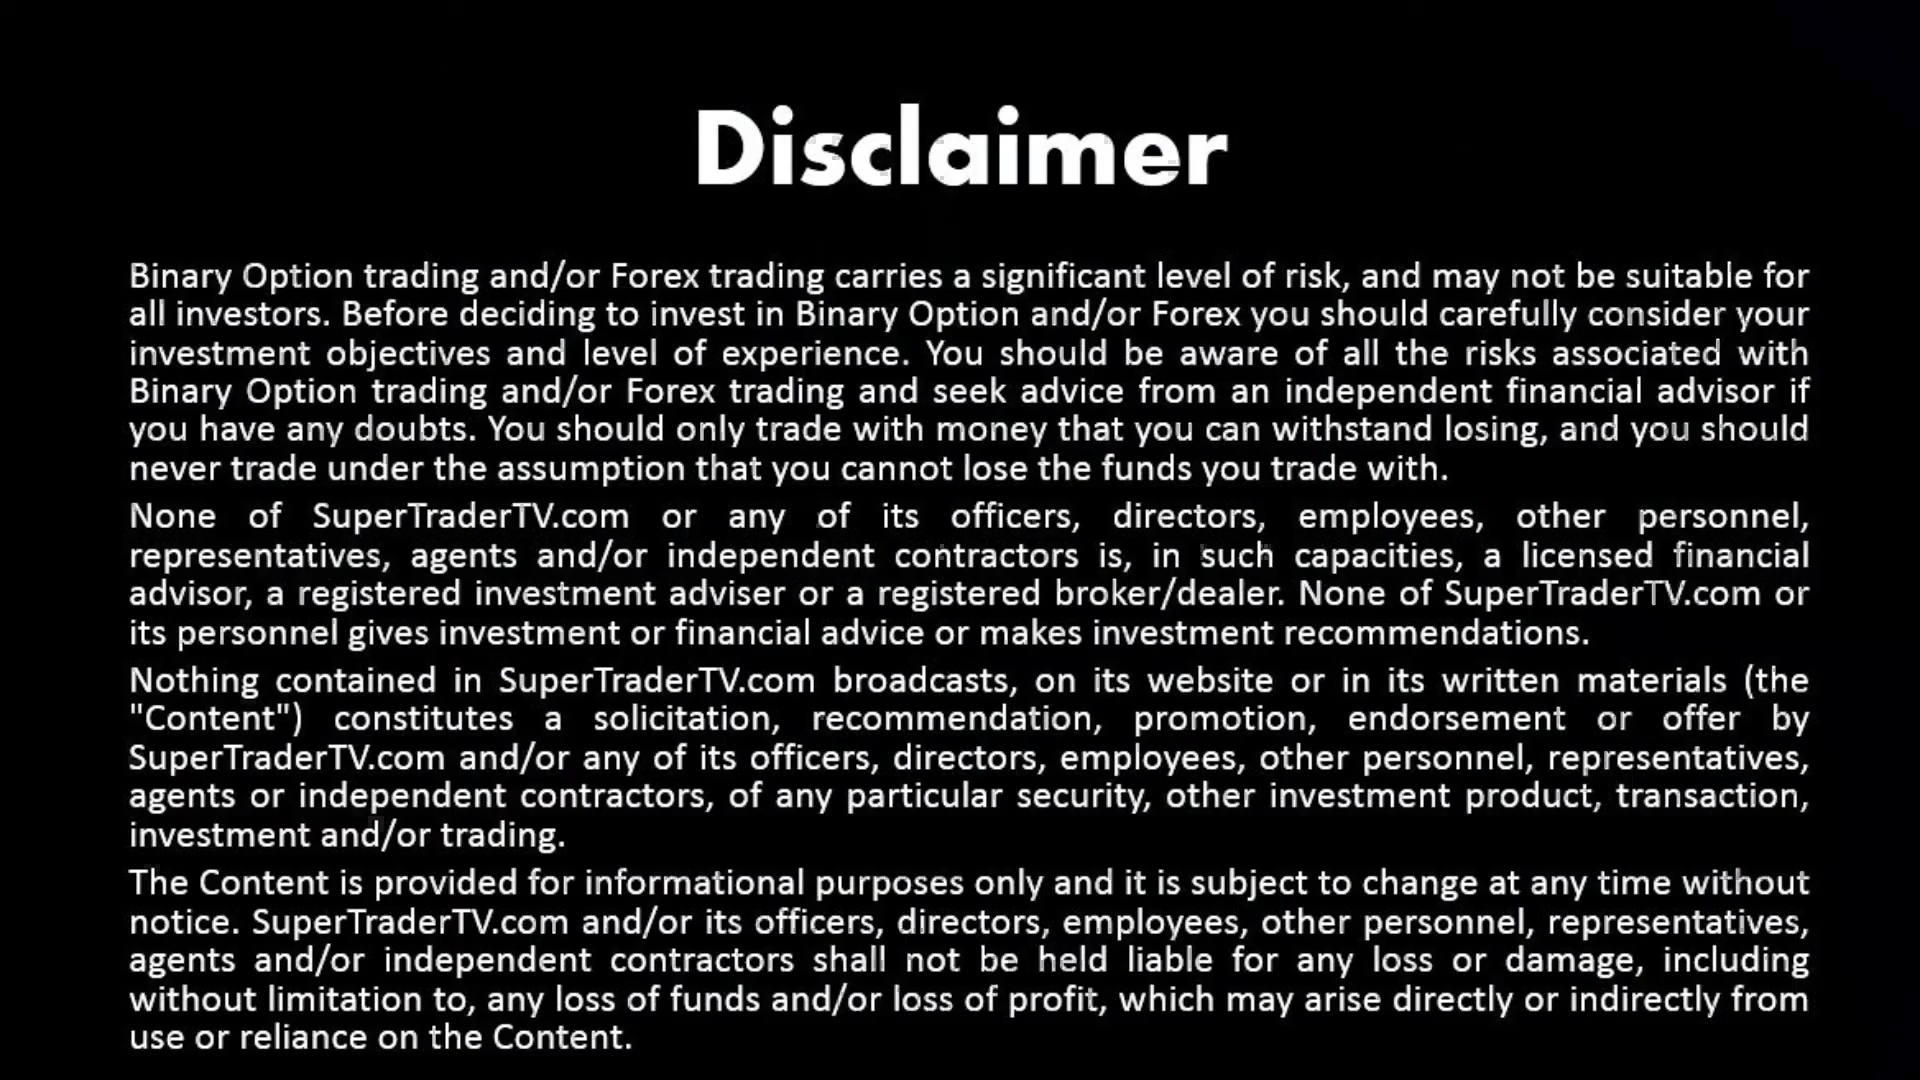 Disclaimer
Binary Option trading and/or Forex trading carries a significant level of risk, and may not be suitable for
all investors. Before deciding to invest in Binary Option and/or Forex you should carefully consider your
investment objectives and level of experience. You should be aware of all the risks associated with
Binary Option trading and/or Forex trading and seek advice from an independent financial advisor if
you have any doubts. You should only trade with money that you can withstand losing, and you should
never trade under the assumption that you cannot lose the funds you trade with.
None of SuperTraderTV.com or any of its officers, directors, employees, other personnel,
representatives, agents and/or independent contractors is, in such capacities, a licensed financial
advisor, a registered investment adviser or a registered broker/dealer. None of SuperTraderTV.com or
its personnel gives investment or financial advice or makes investment recommendations.
Nothing contained in SuperTraderTV.com broadcasts, on its website or in its written materials (the
"Content") constitutes a solicitation, recommendation, promotion, endorsement or offer by
SuperTraderTV.com and/or any of its officers, directors, employees, other personnel, representatives,
agents or independent contractors, of any particular security, other investment product, transaction,
investment and/or trading.
The Content is provided for informational purposes only and it is subject to change at any time without
notice. SuperTraderTV.com and/or its officers, directors, employees, other personnel, representatives,
agents and/or independent contractors shall not be held liable for any loss or damage, including
without limitation to, any loss of funds and/or loss of profit, which may arise directly or indirectly from
use or reliance on the Content.